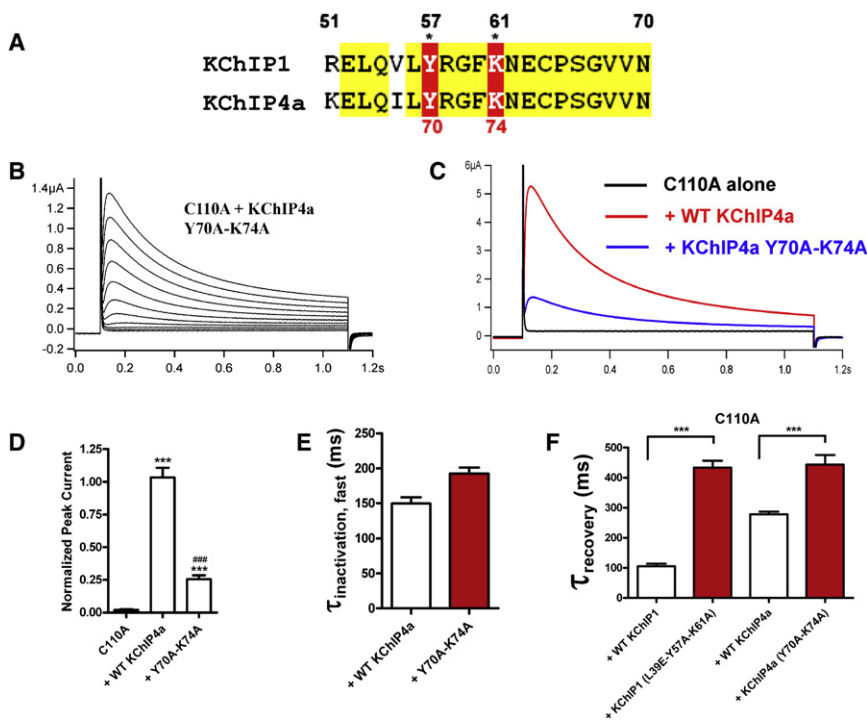 A
51 57 61 70
* *
KChIP1 RELQVLYRGFKNECPSGVVN
KChIP4a KELQILYRGFKNECPSGVVN
70 74
B
1.4µA
1.2
1.0
0.8
0.6
0.4
0.2
0.0
C110A + KChIP4a
Y70A-K74A
0.0 0.2 0.4 0.6 0.8 1.0 1.2s
C
6µA
5
4
3
2
1
0
C110A alone
+ WT KChIP4a
+ KChIP4a Y70A-K74A
0.0 0.2 0.4 0.6 0.8 1.0 1.2s
D
Normalized Peak Current
1.25
1.00
0.75
0.50
0.25
0.00
***
###
***
C110A
+ WT KChIP4a
+ Y70A-K74A
E
τinactivation, fast (ms)
250
200
150
100
50
0
+ WT KChIP4a
+ Y70A-K74A
F
C110A
*** ***
τrecovery (ms)
500
400
300
200
100
0
+ WT KChIP1
+ KChIP1 (L39E-Y57A-K61A)
+ WT KChIP4a
+ KChIP4a (Y70A-K74A)